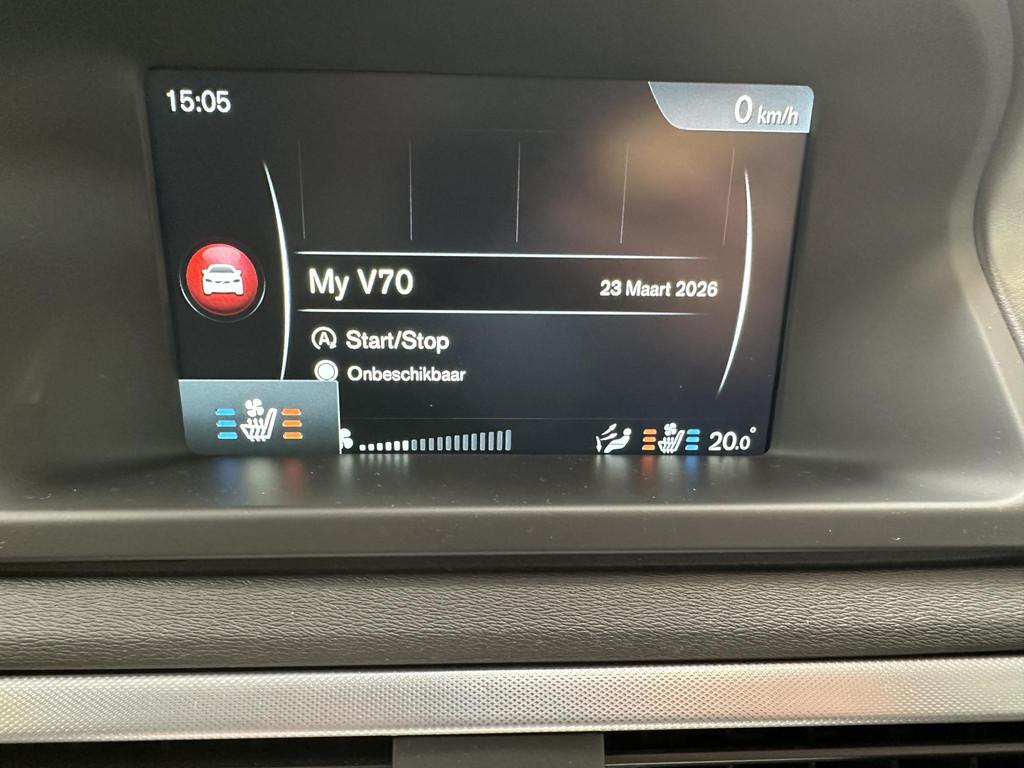 15:05
0 km/h
My V70
23 Maart 2026
A Start/Stop
Onbeschikbaar
20.0°